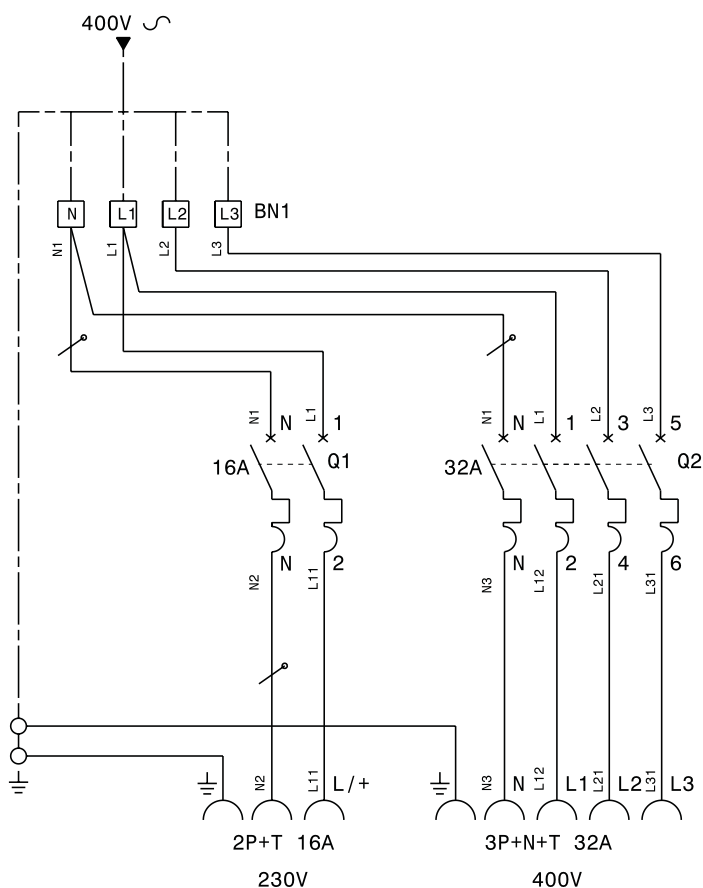 400V
N L1 L2 L3 BN1
N1 L1 L2 L3
N1 N L1 1 N1 N L1 1 L2 3 L3 5
16A Q1 32A Q2
N 2 N 2 4 6
N2 L11 N3 L12 L21 L31
N2 L11 L/+ N3 N L12 L1 L21 L2 L31 L3
2P+T 16A 3P+N+T 32A
230V 400V